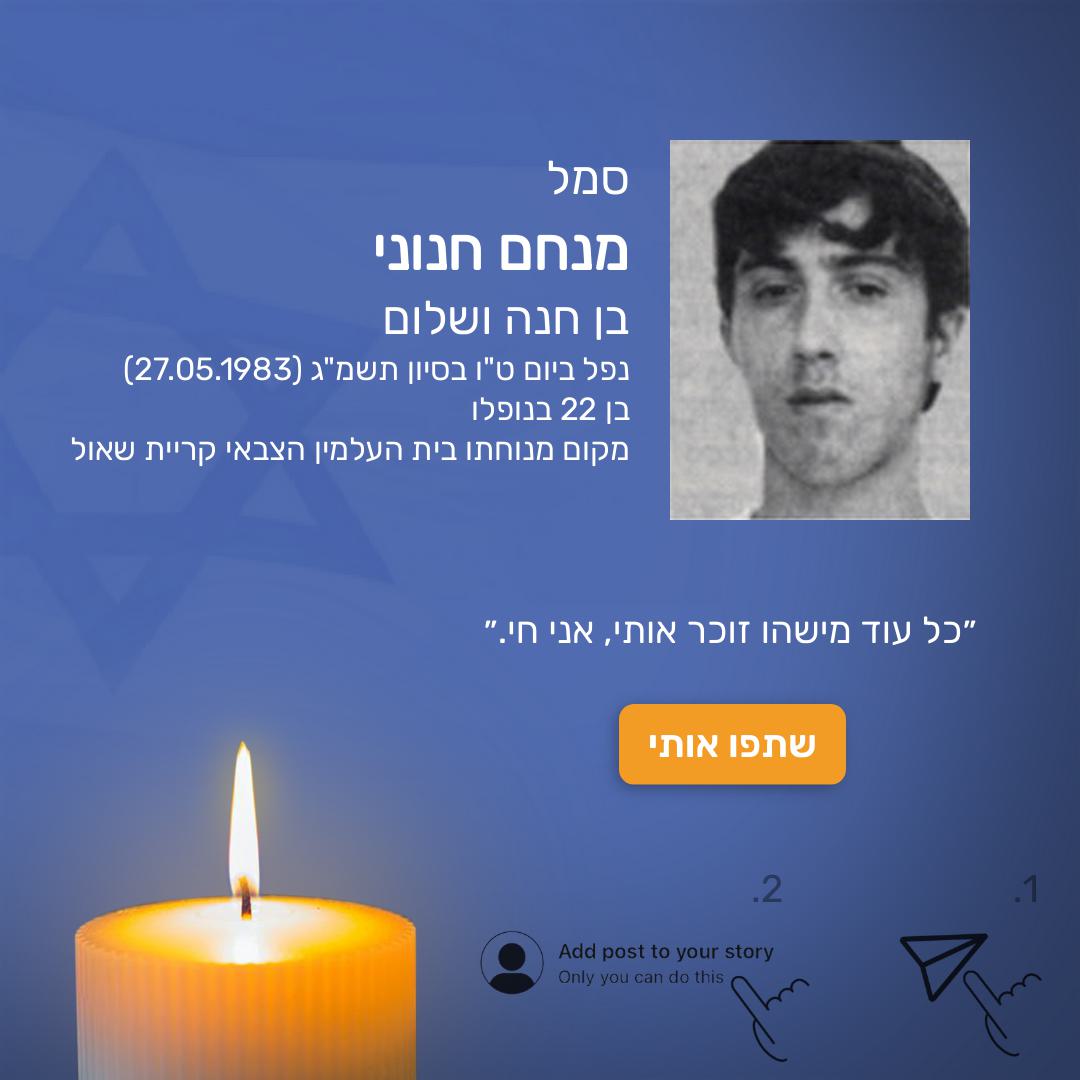 סמל
מנחם חנוני
בן חנה ושלום
נפל ביום ט"ו בסיון תשמ"ג (27.05.1983)
בן 22 בנופלו
מקום מנוחתו בית העלמין הצבאי קריית שאול
״כל עוד מישהו זוכר אותי, אני חי.״
שתפו אותי
.1
.2
Add post to your story
Only you can do this